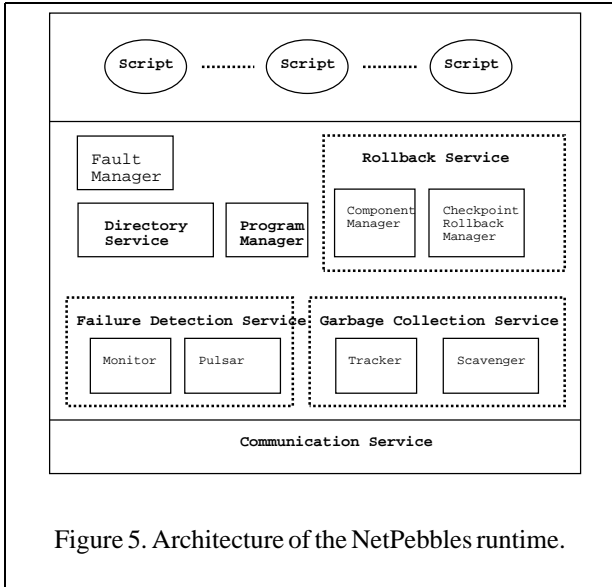 Script Script Script
Fault
Manager
Rollback Service
Component
Manager
Checkpoint
Rollback
Manager
Directory
Service
Program
Manager
Failure Detection Service
Monitor
Pulsar
Garbage Collection Service
Tracker
Scavenger
Communication Service
Figure 5. Architecture of the NetPebbles runtime.